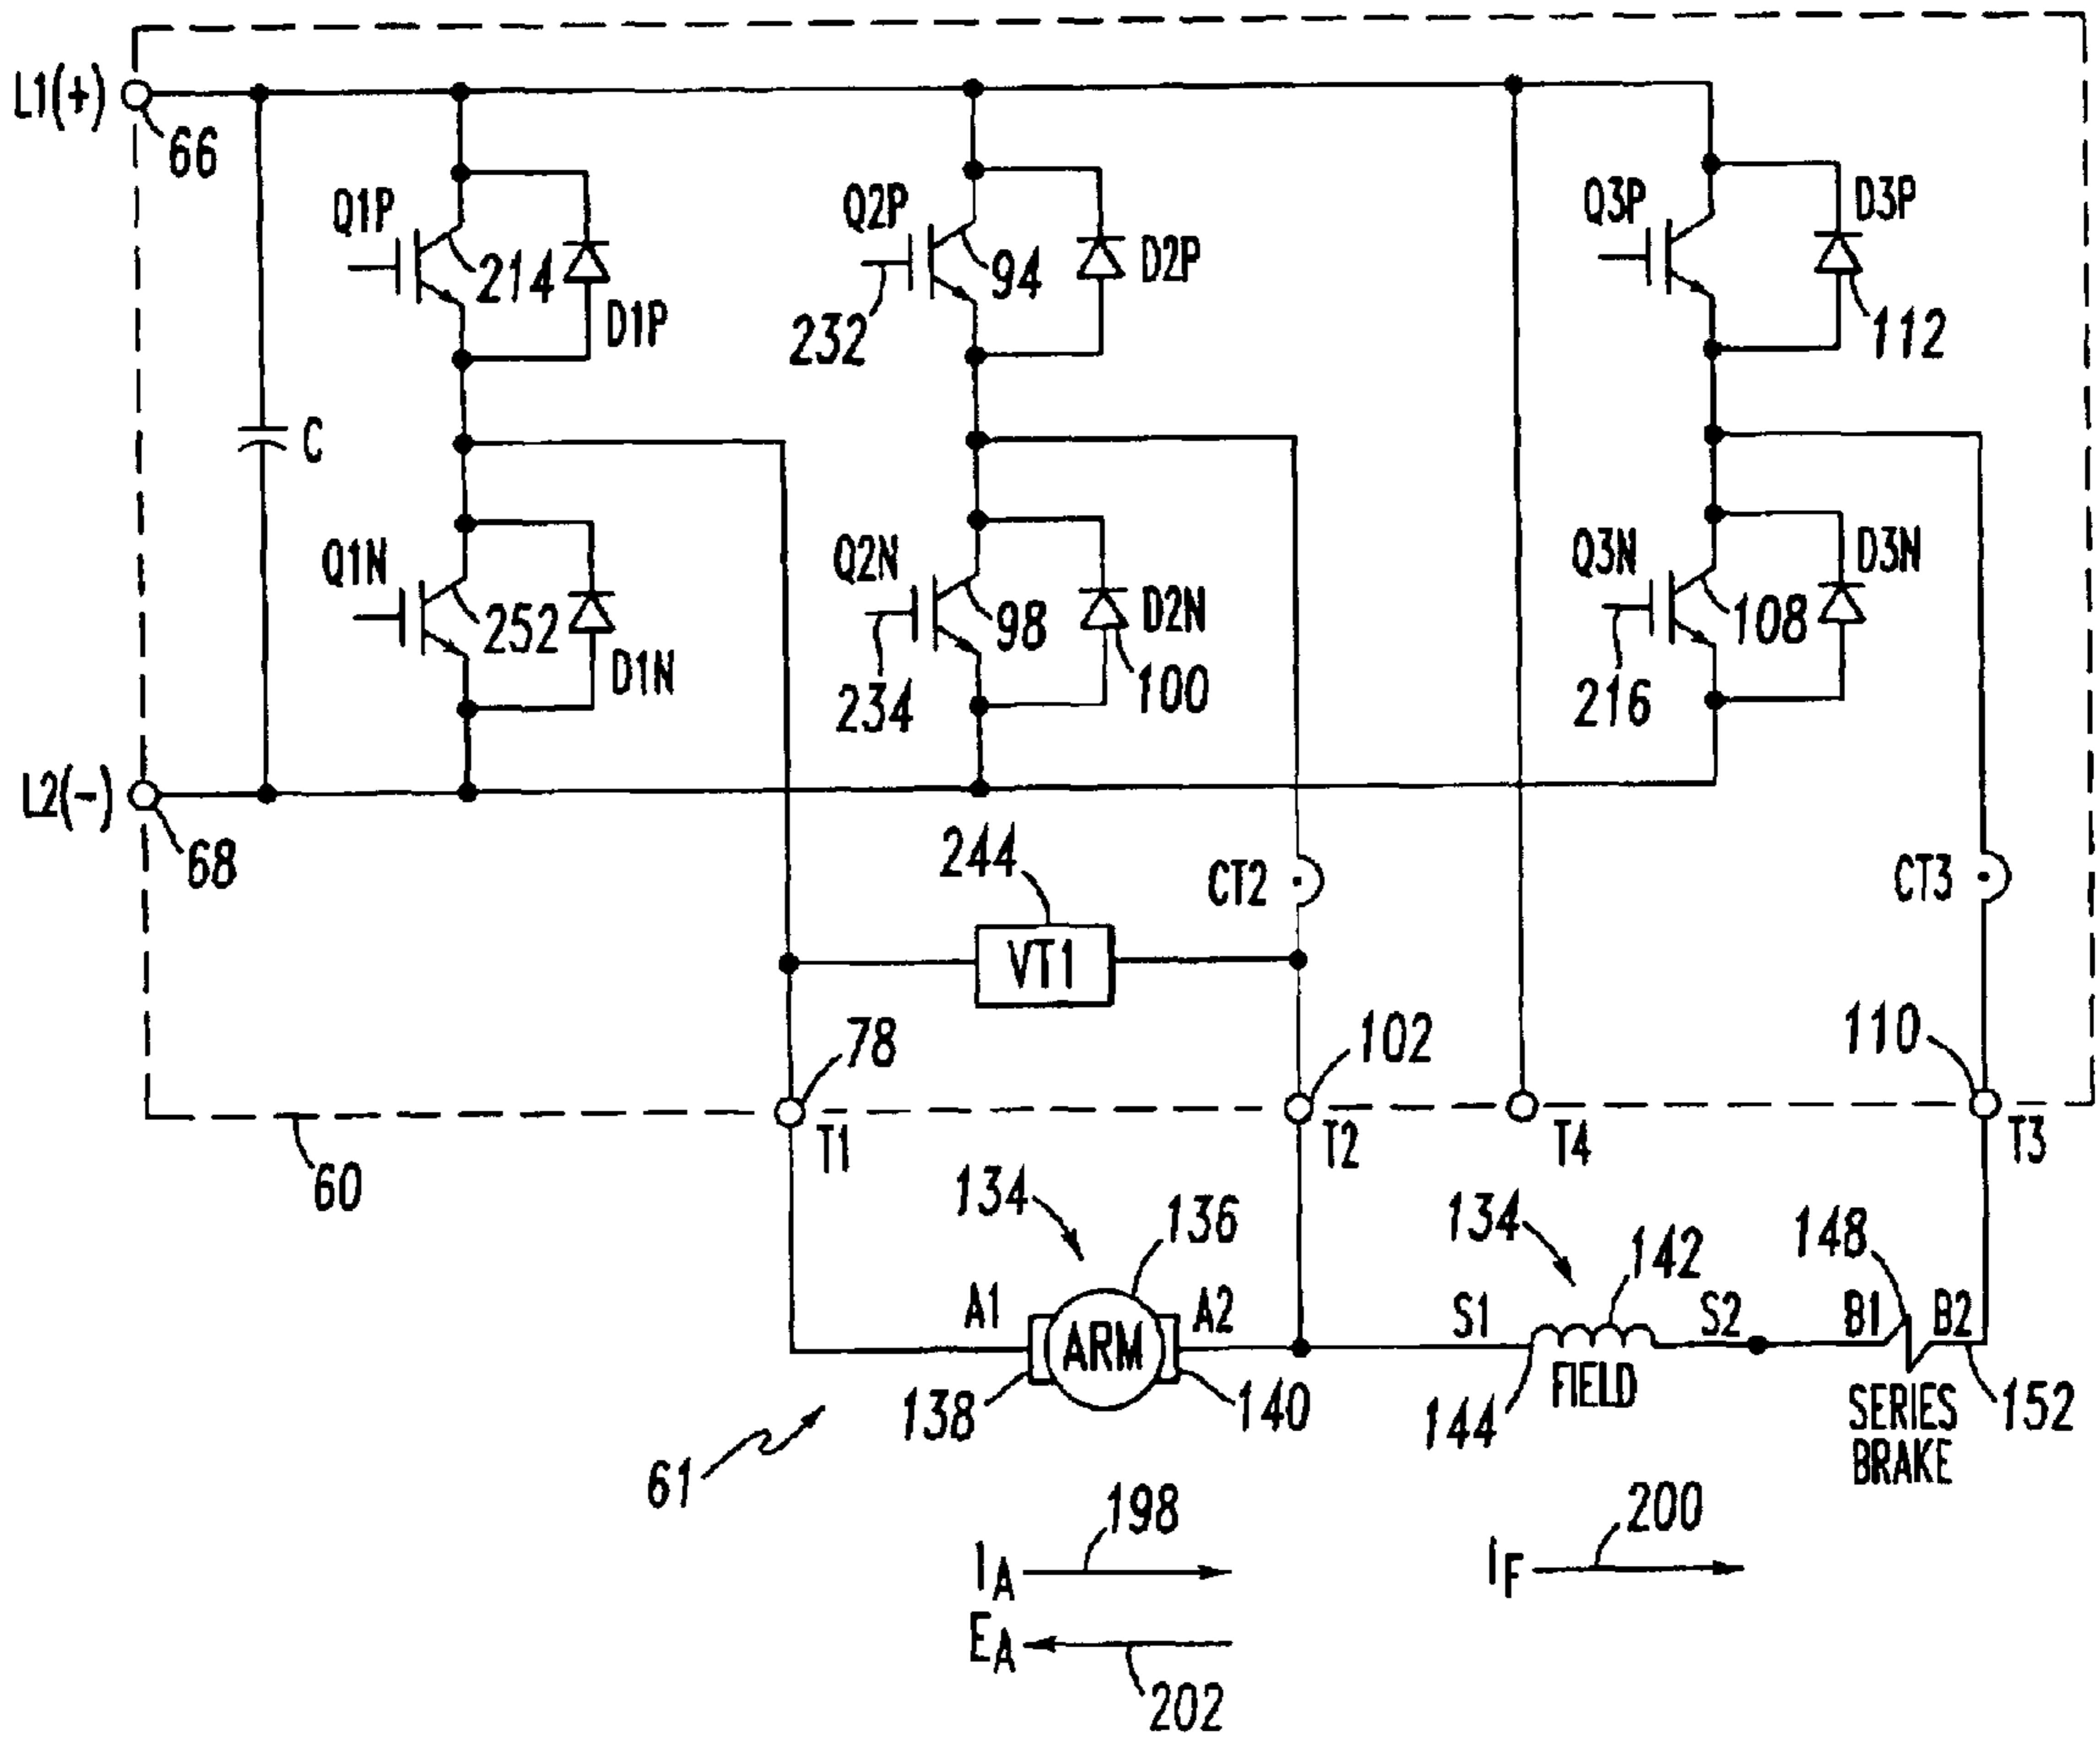 L1(+)
66
Q1P
214
D1P
Q2P
94
D2P
232
Q3P
D3P
112
C
Q1N
252
D1N
Q2N
98
D2N
234
100
Q3N
108
D3N
216
L2(-)
68
244
CT2
CT3
VT1
78
102
110
T1
T2
T4
T3
60
134
136
134
142
148
A1
A2
S1
S2
B1
B2
ARM
FIELD
138
140
144
SERIES
BRAKE
152
61
198
200
IA
IF
EA
202